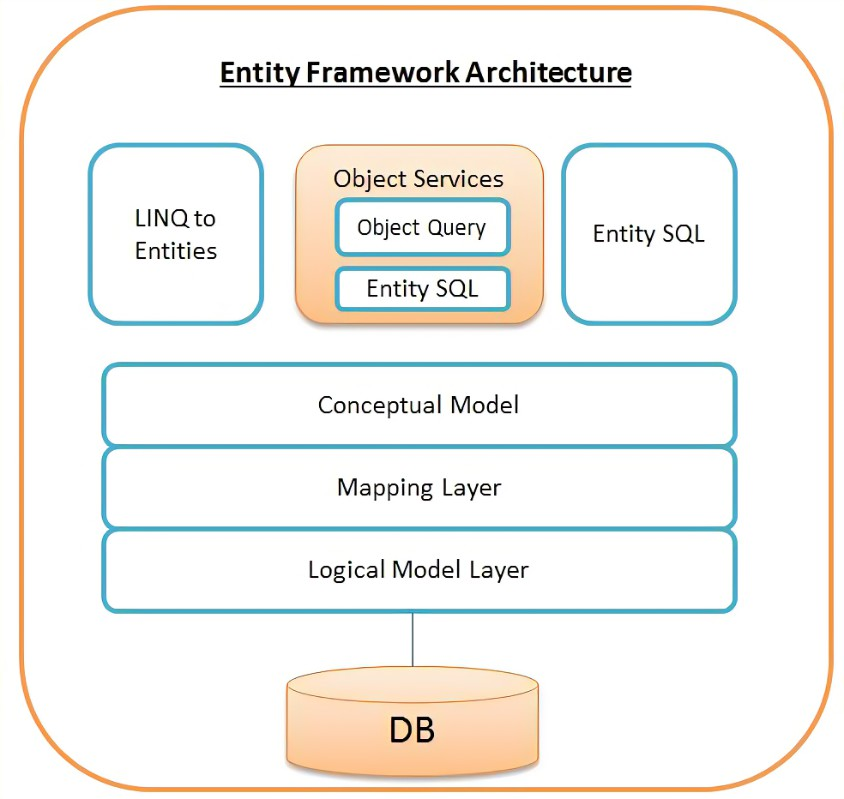 Entity Framework Architecture
LINQ to
Entities
Object Services
Object Query
Entity SQL
Entity SQL
Conceptual Model
Mapping Layer
Logical Model Layer
DB